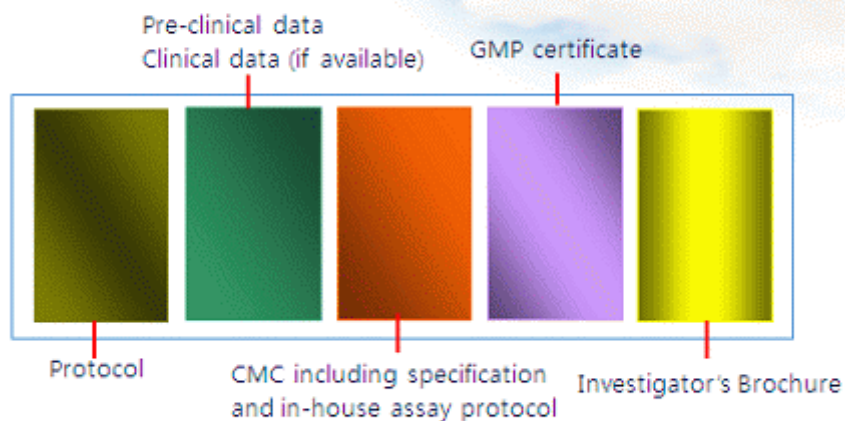 Pre-clinical data
Clinical data (if available)
GMP certificate
Protocol
CMC including specification
and in-house assay protocol
Investigator's Brochure